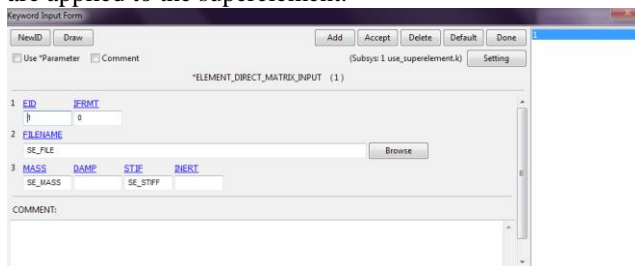 are applied to the superelement.
Keyword Input Form
NewID Draw Add Accept Delete Default Done 1
Use *Parameter Comment (Subsys: 1 use_superelement.k) Setting
*ELEMENT_DIRECT_MATRIX_INPUT (1)
1 EID IFRMT
1 0
2 FILENAME
SE_FILE Browse
3 MASS DAMP STIF INERT
SE_MASS SE_STIFF
COMMENT: